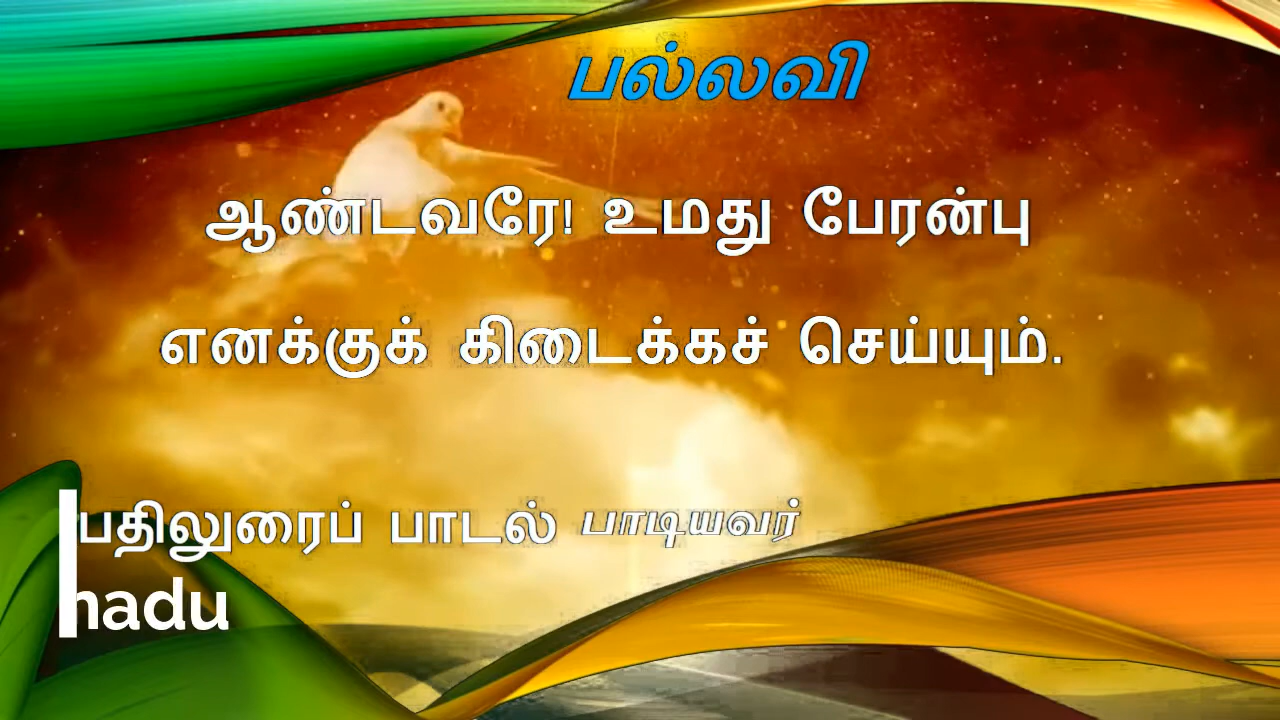 பல்லவி
ஆண்டவரே! உமது பேரன்பு
எனக்குக் கிடைக்கச் செய்யும்.
பதிலுரைப் பாடல் பாடியவர்
hadu